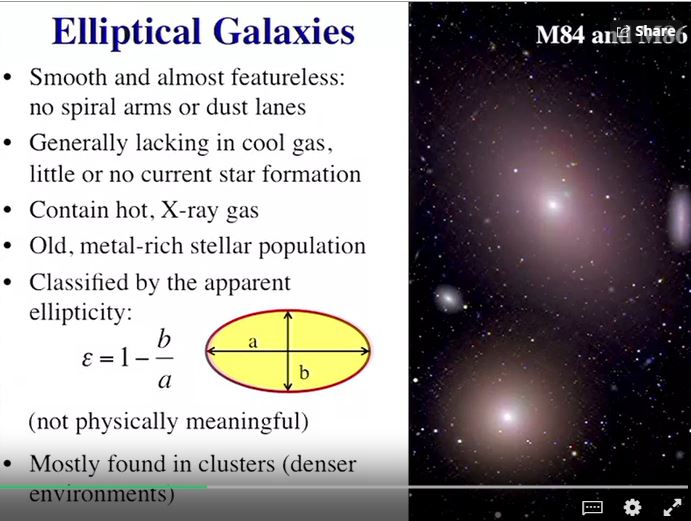 Elliptical Galaxies
• Smooth and almost featureless:
no spiral arms or dust lanes
• Generally lacking in cool gas,
little or no current star formation
• Contain hot, X-ray gas
• Old, metal-rich stellar population
• Classified by the apparent
ellipticity:
ε = 1 − b/a
a
b
(not physically meaningful)
• Mostly found in clusters (denser
environments)
M84 and M86
Share